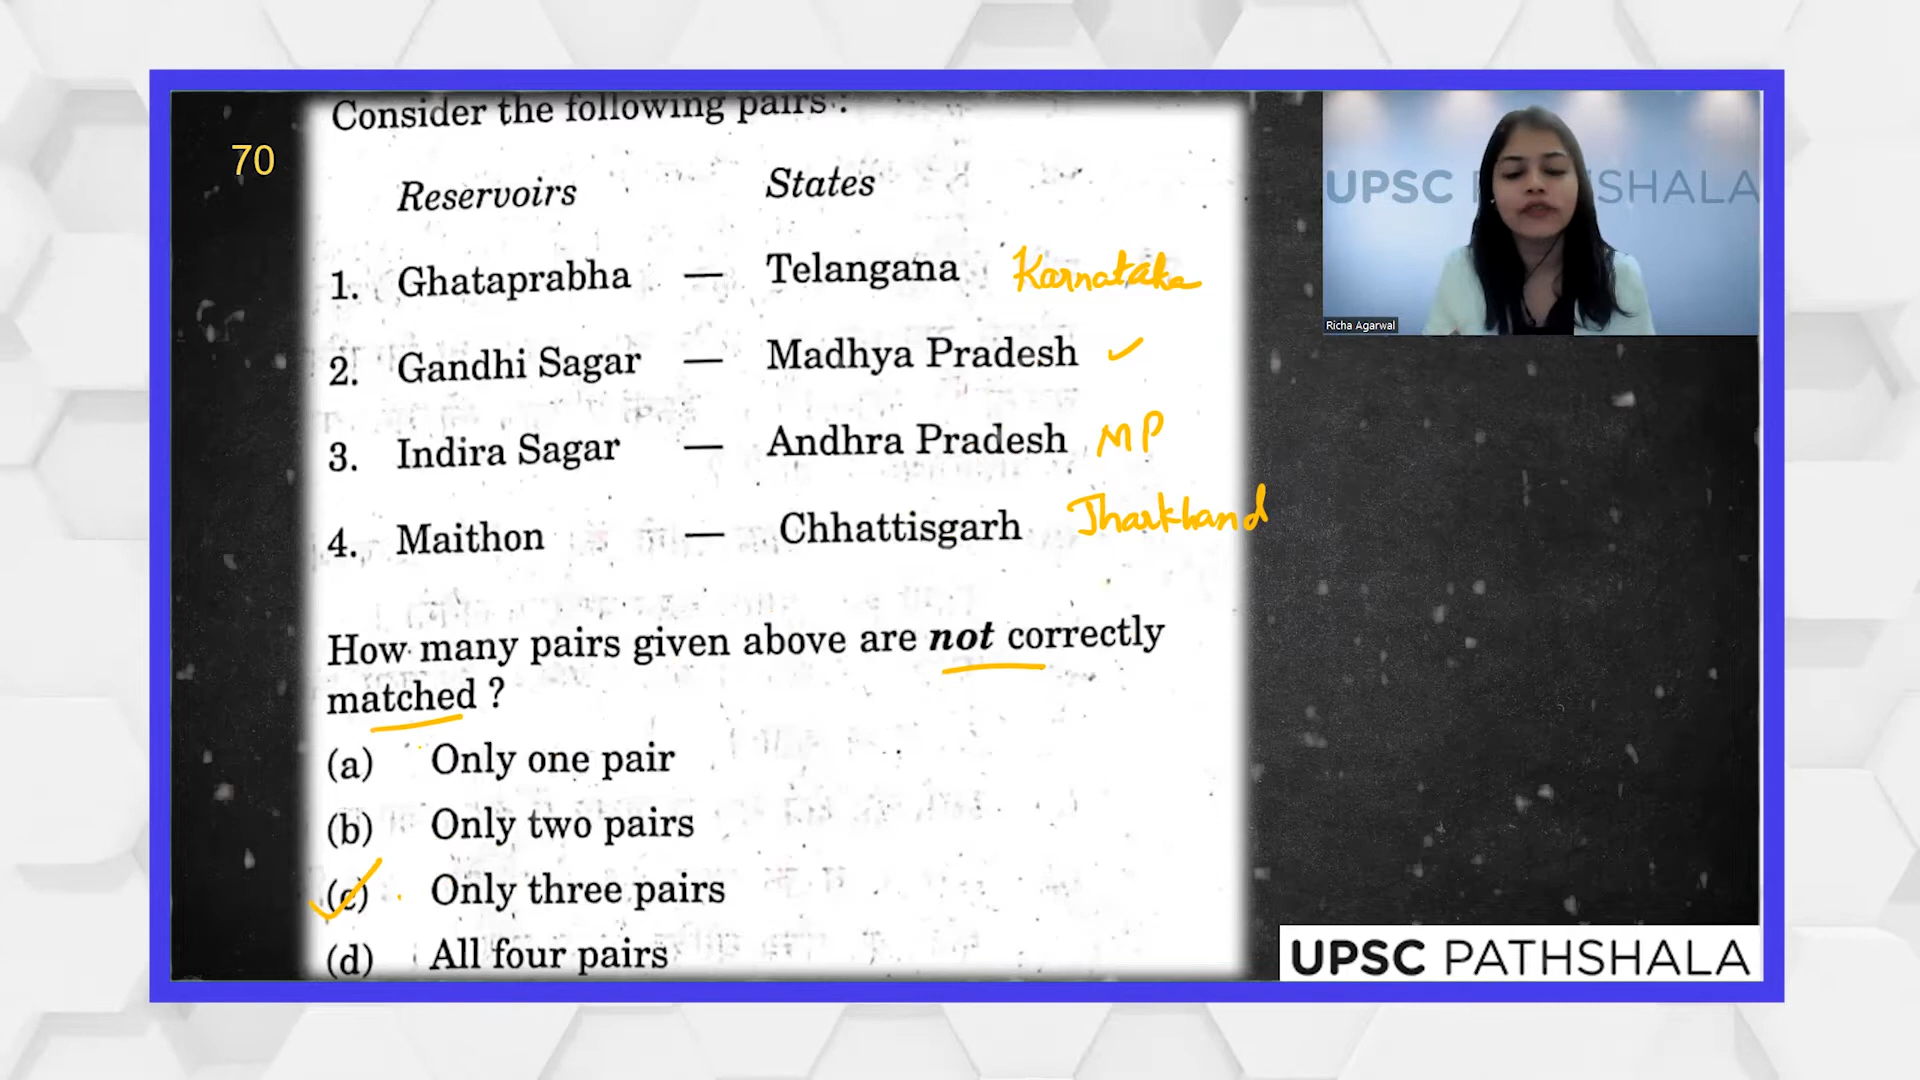 Consider the following pairs :
70
Reservoirs States
1. Ghataprabha — Telangana Karnataka
2. Gandhi Sagar — Madhya Pradesh ✓
3. Indira Sagar — Andhra Pradesh MP
4. Maithon — Chhattisgarh Jharkhand
How many pairs given above are not correctly
matched ?
(a) Only one pair
(b) Only two pairs
(c) Only three pairs
(d) All four pairs
UPSC PATHSHALA
Richa Agarwal
UPSC PATHSHALA